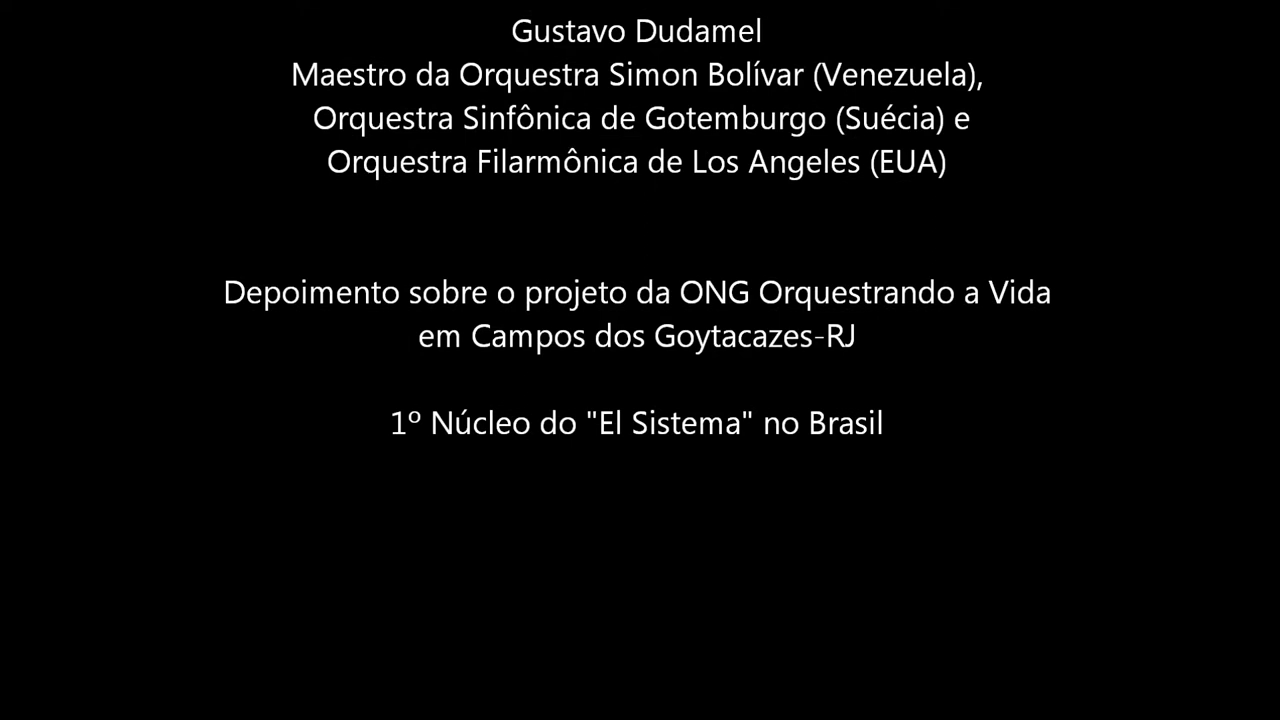 Gustavo Dudamel
Maestro da Orquestra Simon Bolívar (Venezuela),
Orquestra Sinfônica de Gotemburgo (Suécia) e
Orquestra Filarmônica de Los Angeles (EUA)
Depoimento sobre o projeto da ONG Orquestrando a Vida
em Campos dos Goytacazes-RJ
1º Núcleo do "El Sistema" no Brasil